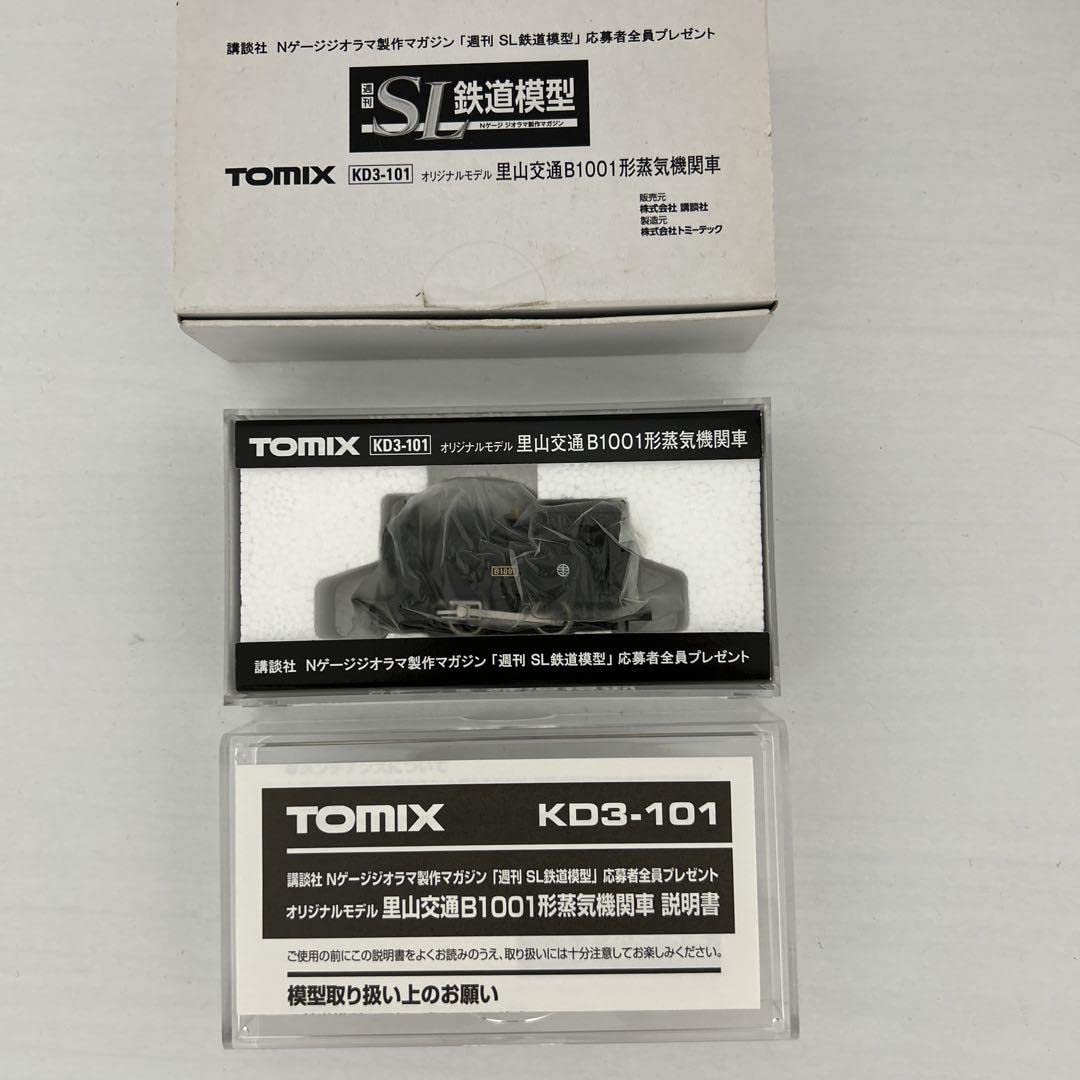 講談社 Nゲージジオラマ製作マガジン「週刊 SL鉄道模型」応募者全員プレゼント
週刊 SL 鉄道模型
Nゲージ ジオラマ製作マガジン
TOMIX KD3-101 オリジナルモデル 里山交通B1001形蒸気機関車
販売元
株式会社 講談社
製造元
株式会社トミーテック
TOMIX KD3-101 オリジナルモデル 里山交通B1001形蒸気機関車
B1001
講談社 Nゲージジオラマ製作マガジン「週刊 SL鉄道模型」応募者全員プレゼント
TOMIX KD3-101
講談社 Nゲージジオラマ製作マガジン「週刊 SL鉄道模型」応募者全員プレゼント
オリジナルモデル 里山交通B1001形蒸気機関車 説明書
ご使用の前にこの説明書をよくお読みのうえ、取り扱いには十分注意してお楽しみください。
模型取り扱い上のお願い